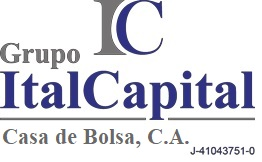 IC
Grupo
ItalCapital
Casa de Bolsa, C.A.
J-41043751-0